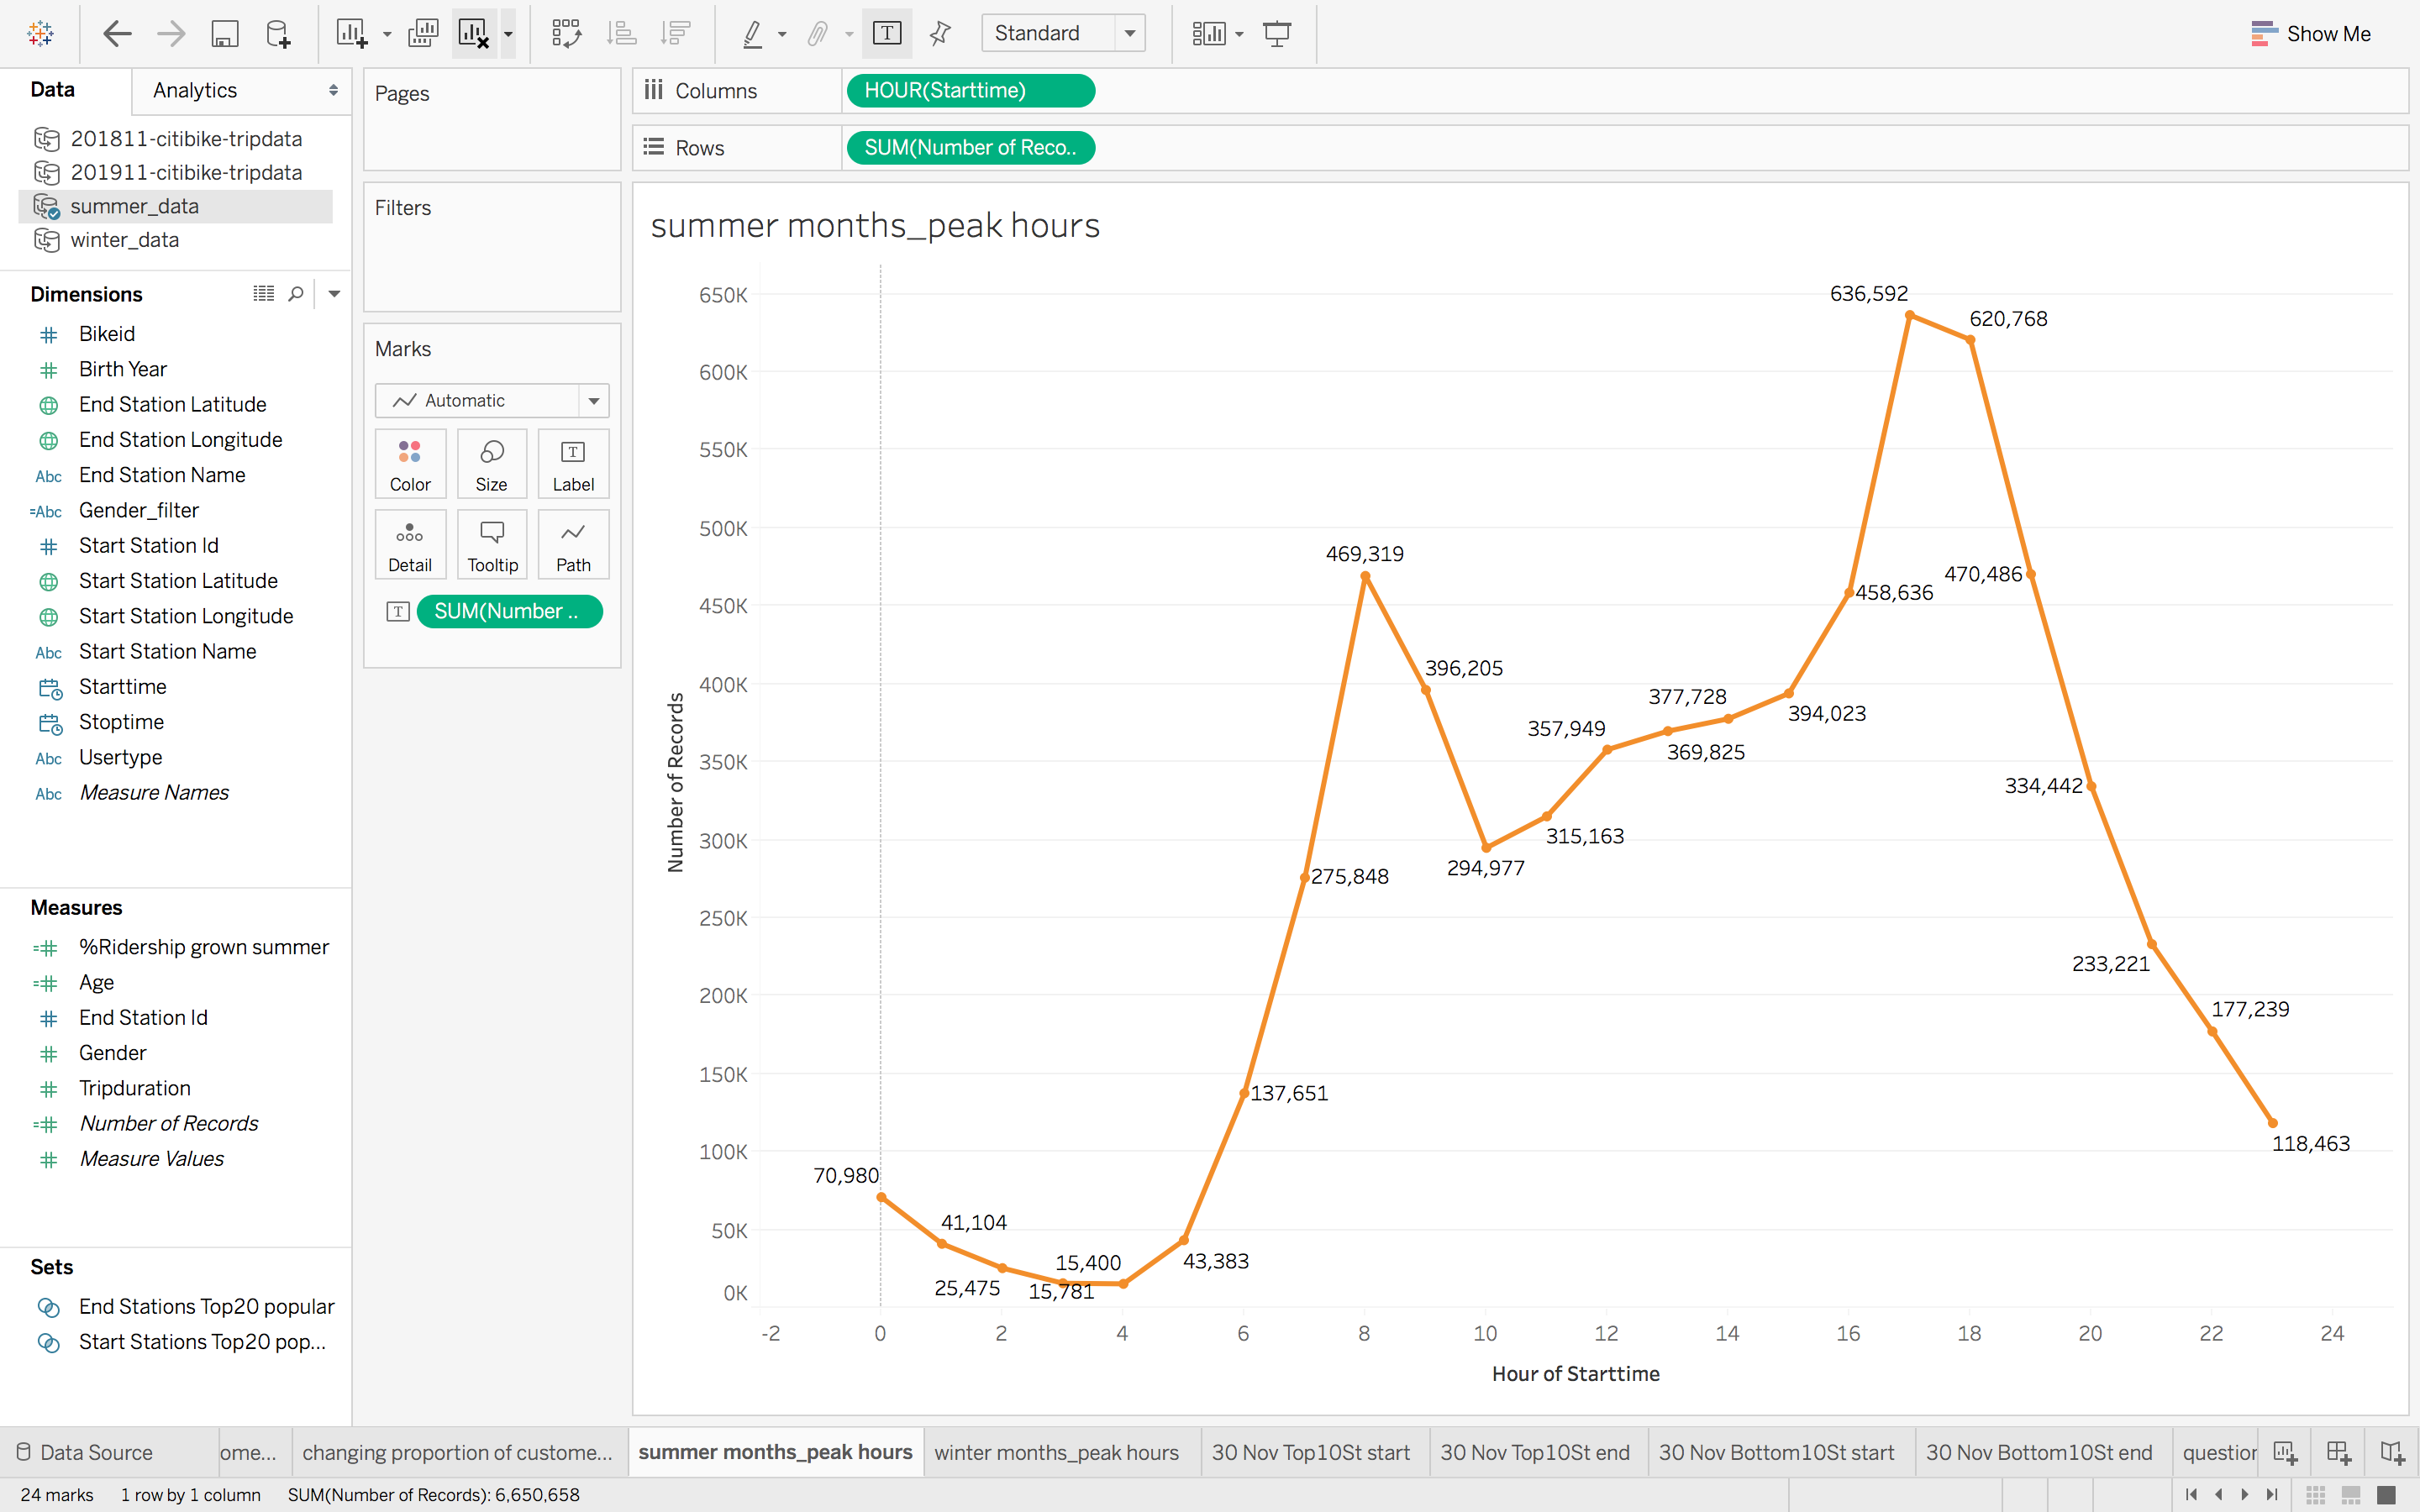 Standard
Show Me
Data
Analytics
201811-citibike-tripdata
201911-citibike-tripdata
summer_data
winter_data
Dimensions
Bikeid
Birth Year
End Station Latitude
End Station Longitude
Abc End Station Name
=Abc Gender_filter
Start Station Id
Start Station Latitude
Start Station Longitude
Abc Start Station Name
Starttime
Stoptime
Abc Usertype
Abc Measure Names
Measures
%Ridership grown summer
Age
End Station Id
Gender
Tripduration
Number of Records
Measure Values
Sets
End Stations Top20 popular
Start Stations Top20 pop...
Pages
Filters
Marks
Automatic
Color Size Label
Detail Tooltip Path
SUM(Number ..
Columns HOUR(Starttime)
Rows SUM(Number of Reco..
summer months_peak hours
650K
600K
550K
500K
450K
400K
350K
300K
250K
200K
150K
100K
50K
0K
Number of Records
70,980
41,104
25,475
15,781
15,400
43,383
137,651
275,848
469,319
396,205
294,977
315,163
357,949
369,825
377,728
394,023
458,636
636,592
620,768
470,486
334,442
233,221
177,239
118,463
-2 0 2 4 6 8 10 12 14 16 18 20 22 24
Hour of Starttime
Data Source ome... changing proportion of custome... summer months_peak hours winter months_peak hours 30 Nov Top10St start 30 Nov Top10St end 30 Nov Bottom10St start 30 Nov Bottom10St end question
24 marks 1 row by 1 column SUM(Number of Records): 6,650,658